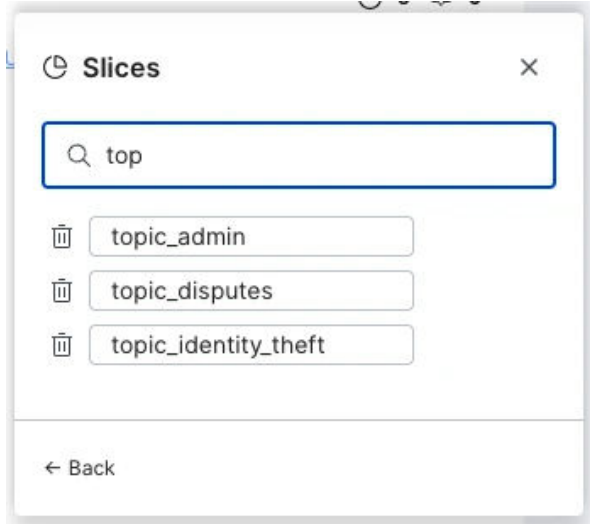 Slices
top
topic_admin
topic_disputes
topic_identity_theft
← Back